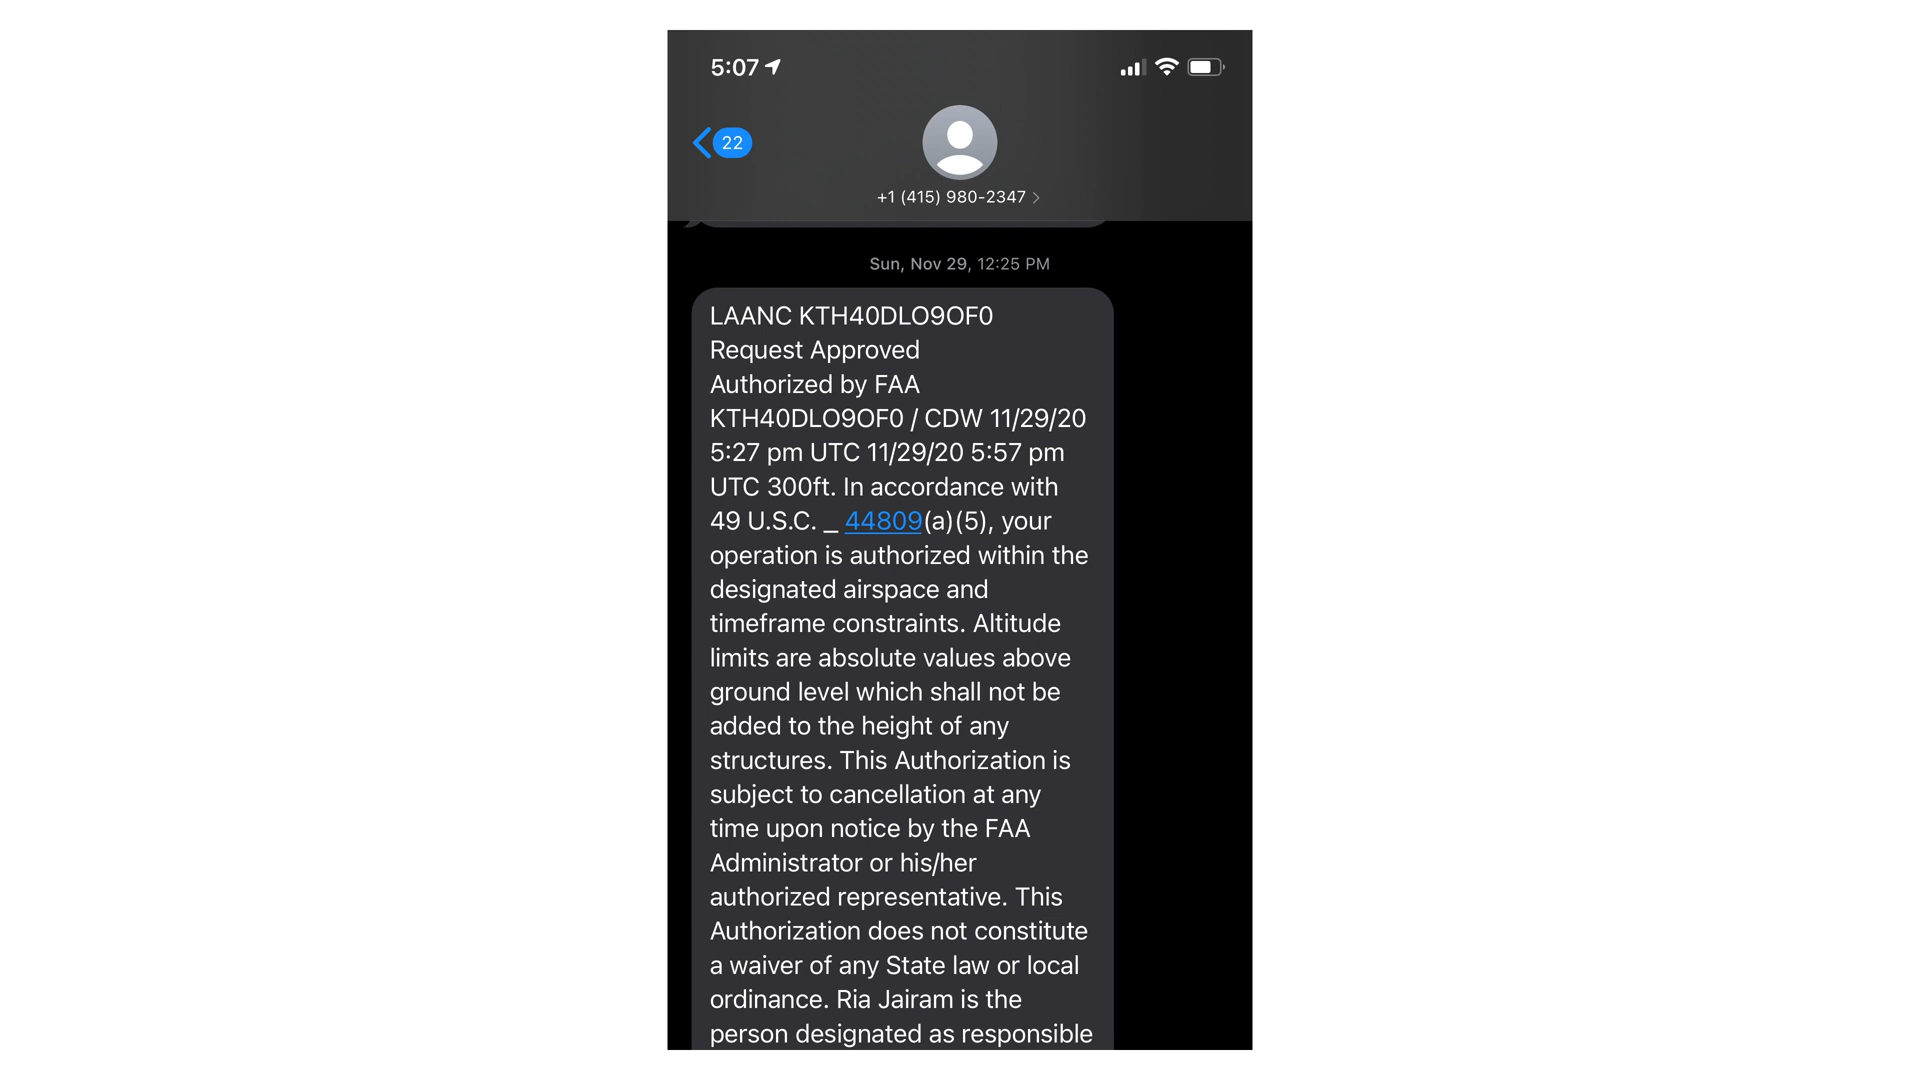 5:07
22
+1 (415) 980-2347
Sun, Nov 29, 12:25 PM
LAANC KTH40DLO9OF0
Request Approved
Authorized by FAA
KTH40DLO9OF0 / CDW 11/29/20
5:27 pm UTC 11/29/20 5:57 pm
UTC 300ft. In accordance with
49 U.S.C. _ 44809(a)(5), your
operation is authorized within the
designated airspace and
timeframe constraints. Altitude
limits are absolute values above
ground level which shall not be
added to the height of any
structures. This Authorization is
subject to cancellation at any
time upon notice by the FAA
Administrator or his/her
authorized representative. This
Authorization does not constitute
a waiver of any State law or local
ordinance. Ria Jairam is the
person designated as responsible